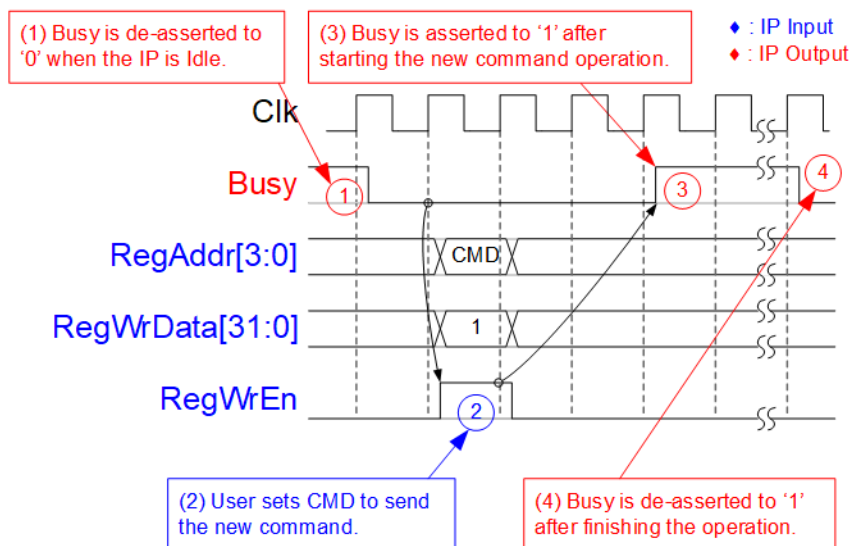 (1) Busy is de-asserted to
‘0’ when the IP is Idle.
(3) Busy is asserted to ‘1’ after
starting the new command operation.
♦ : IP Input
♦ : IP Output
Clk
Busy
1
3
4
RegAddr[3:0]
CMD
RegWrData[31:0]
1
RegWrEn
2
(2) User sets CMD to send
the new command.
(4) Busy is de-asserted to ‘1’
after finishing the operation.